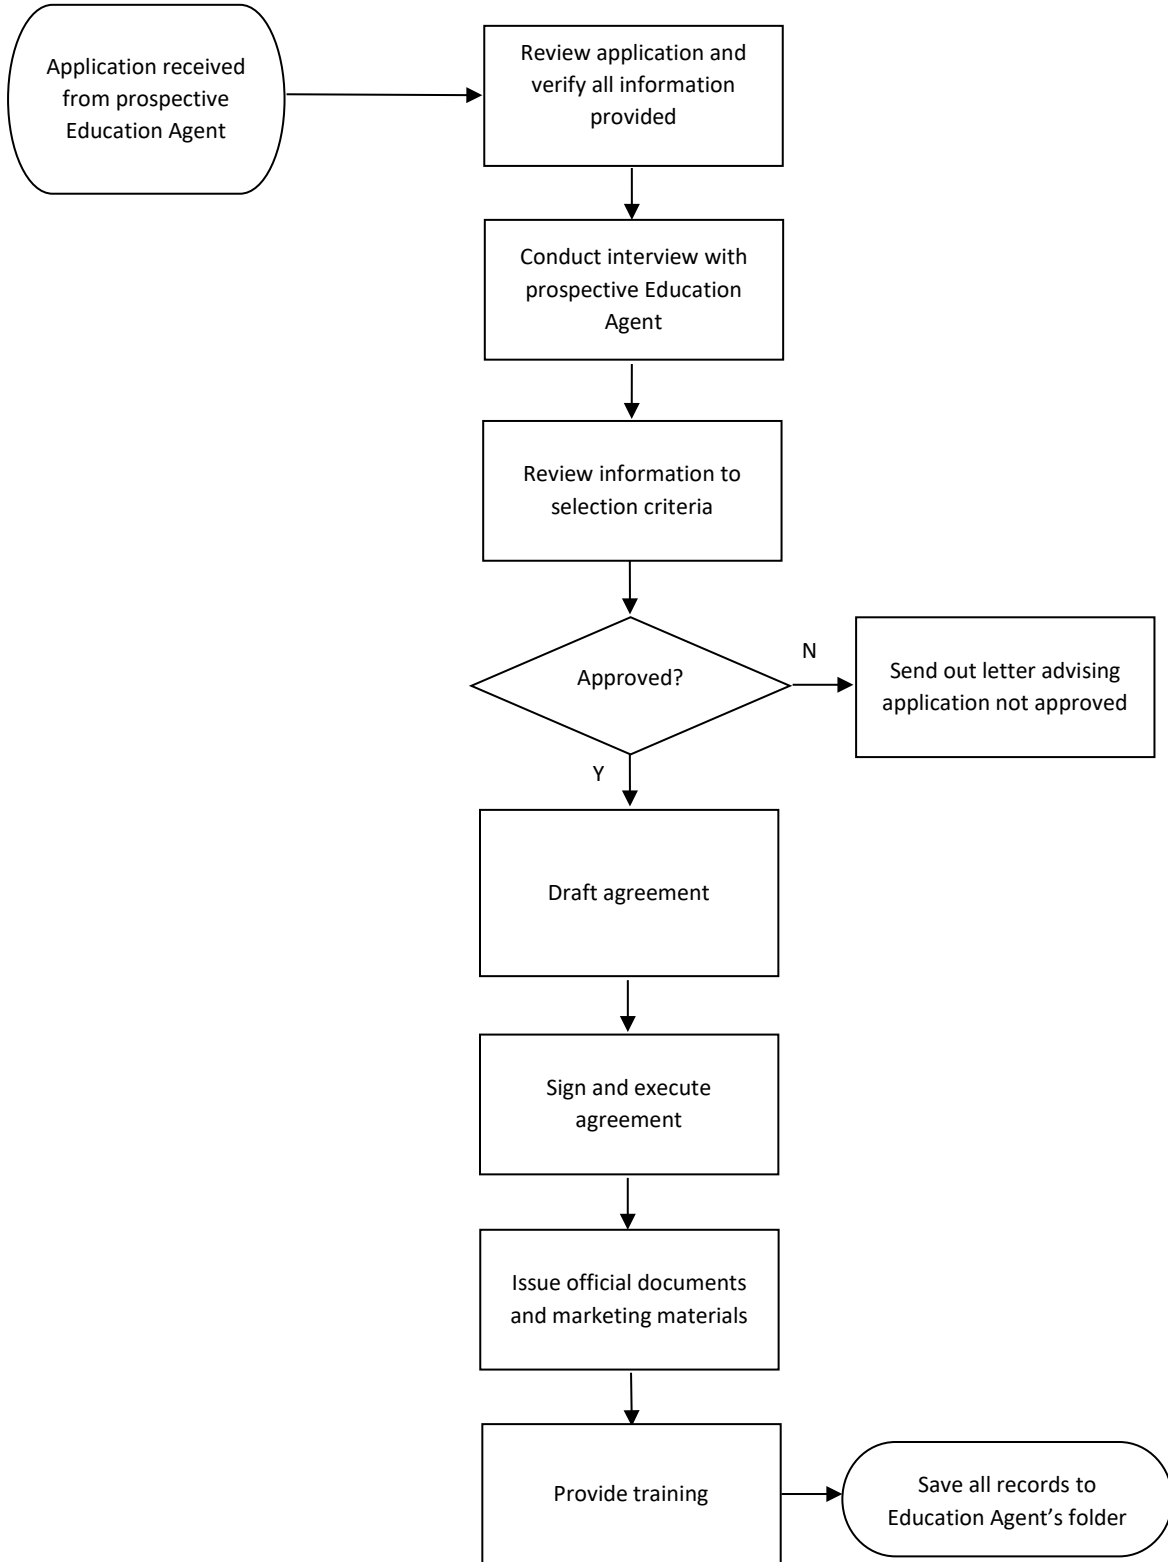 Application received
from prospective
Education Agent
Review application and
verify all information
provided
Conduct interview with
prospective Education
Agent
Review information to
selection criteria
Approved?
N
Send out letter advising
application not approved
Y
Draft agreement
Sign and execute
agreement
Issue official documents
and marketing materials
Provide training
Save all records to
Education Agent’s folder